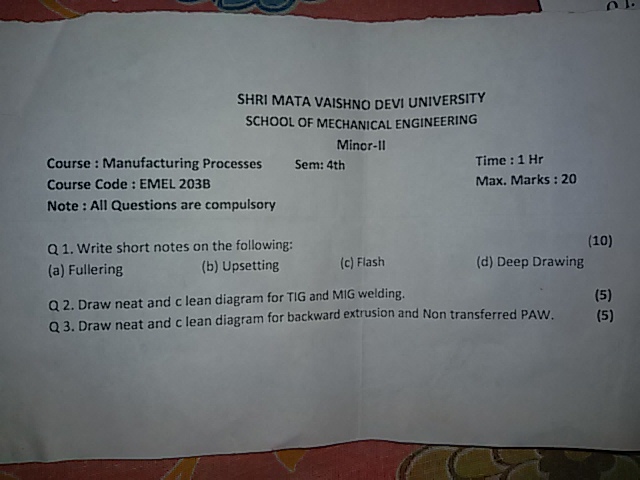 SHRI MATA VAISHNO DEVI UNIVERSITY
SCHOOL OF MECHANICAL ENGINEERING
Minor-II
Course : Manufacturing Processes Sem: 4th Time : 1 Hr
Course Code : EMEL 203B Max. Marks : 20
Note : All Questions are compulsory
Q 1. Write short notes on the following: (10)
(a) Fullering (b) Upsetting (c) Flash (d) Deep Drawing
Q 2. Draw neat and c lean diagram for TIG and MIG welding. (5)
Q 3. Draw neat and c lean diagram for backward extrusion and Non transferred PAW. (5)